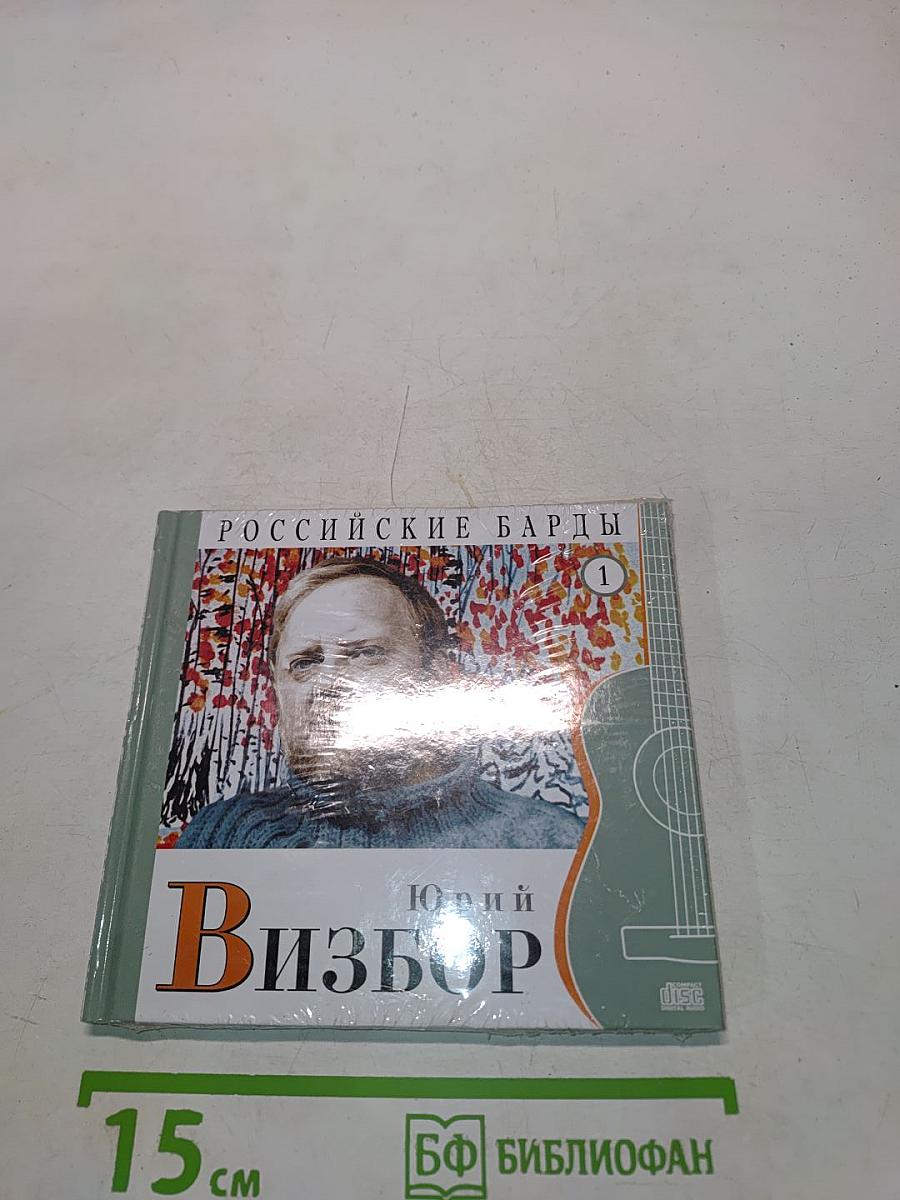 РОССИЙСКИЕ БАРДЫ
1
Юрий
ВИЗБОР
COMPACT
disc
DIGITAL AUDIO
15 см
БФ БИБЛИОФАН